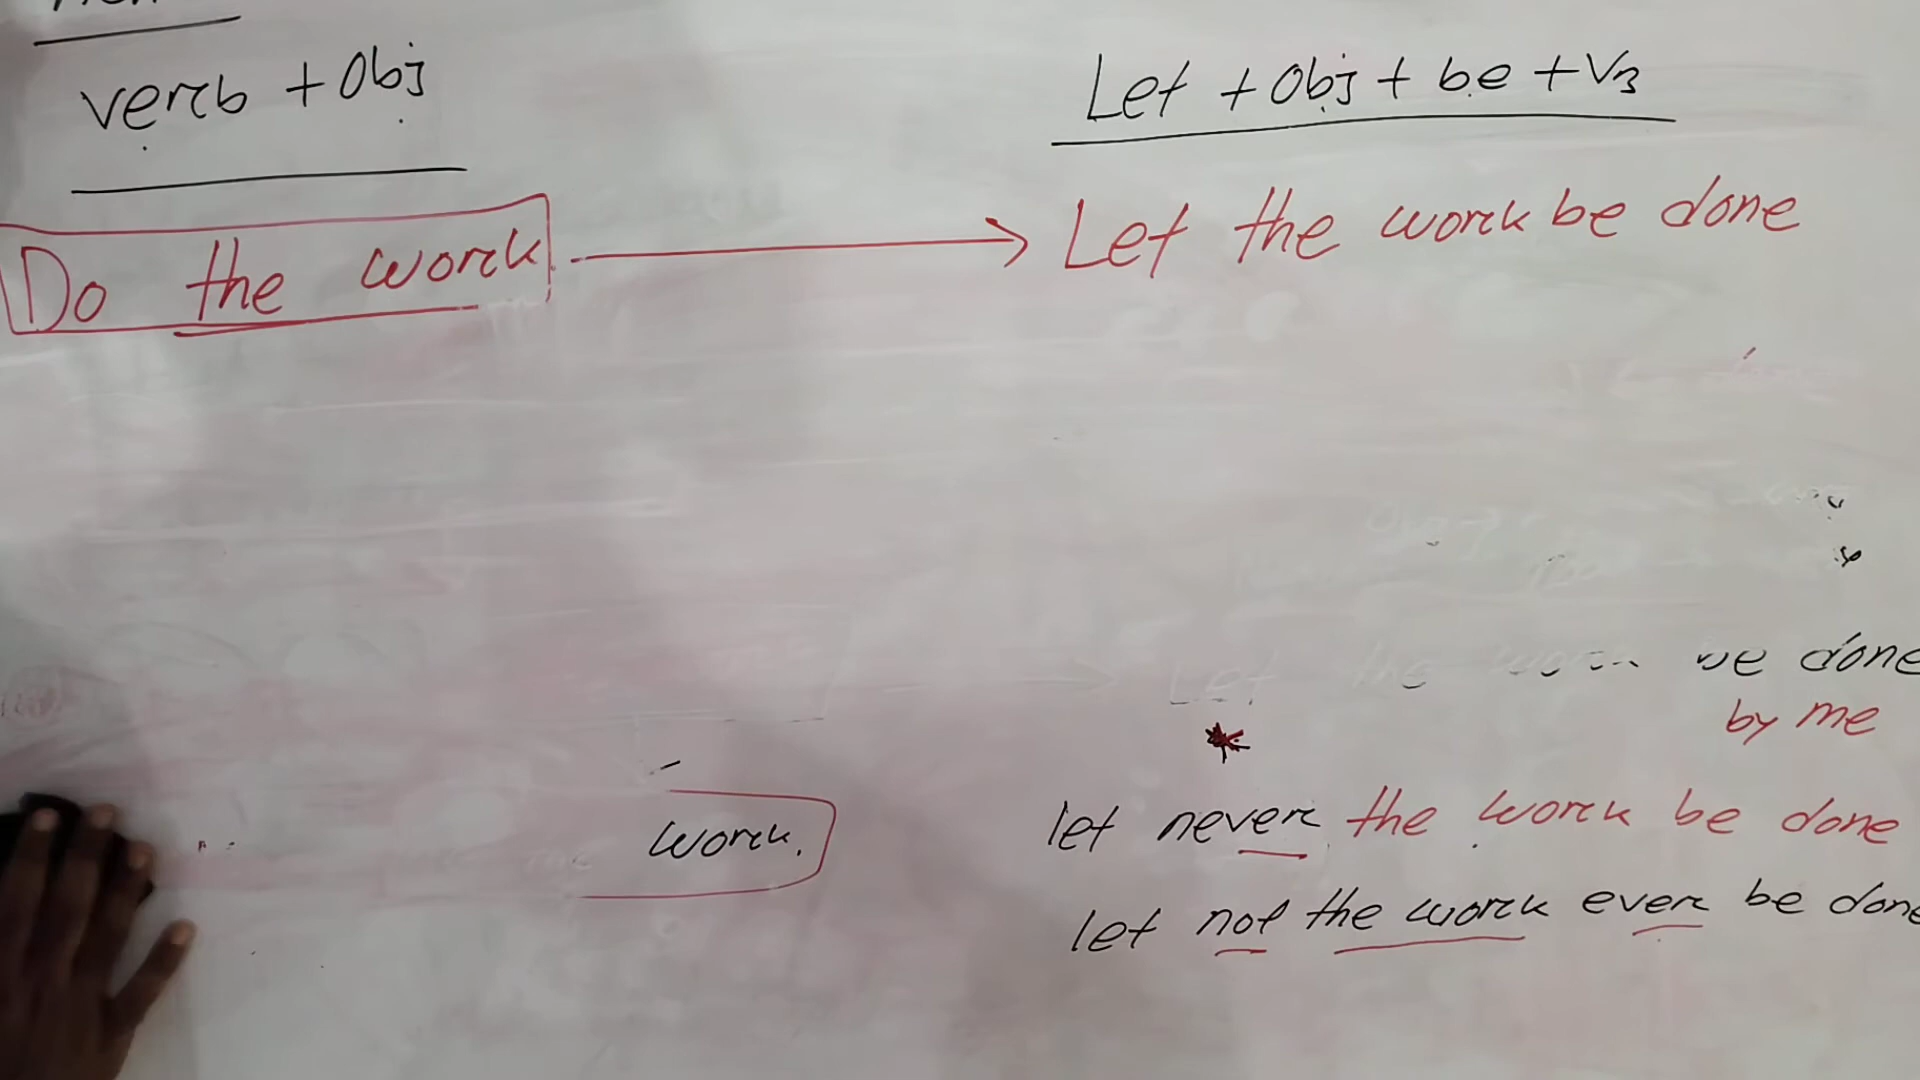 verb + Obj
Let + Obj + be + V3
Do the work
Let the work be done
be done
by me
work.
let never the work be done
let not the work ever be done